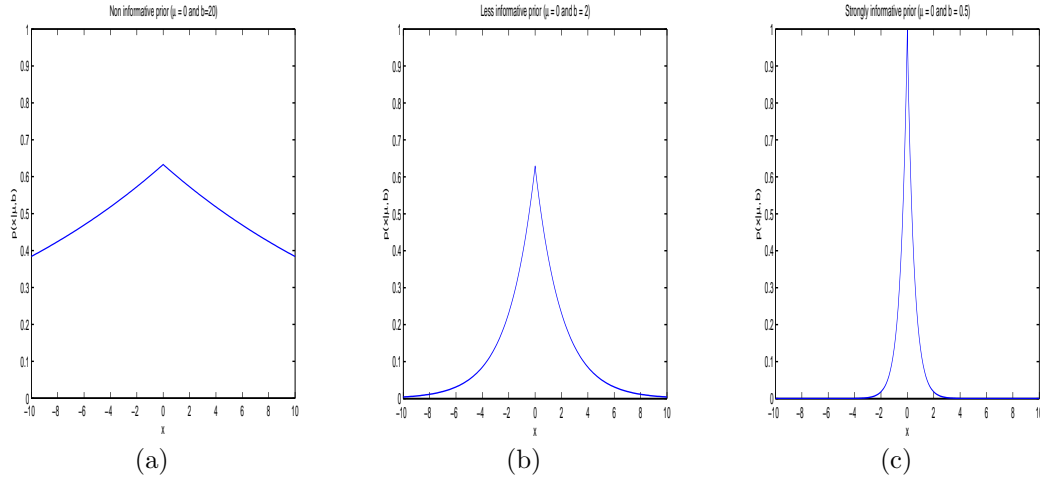 Non informative prior (μ = 0 and b=20)
1
0.9
0.8
0.7
0.6
0.5
0.4
0.3
0.2
0.1
0
p(x|μ, b)
−10 −8 −6 −4 −2 0 2 4 6 8 10
x
(a)
Less informative prior (μ = 0 and b = 2)
1
0.9
0.8
0.7
0.6
0.5
0.4
0.3
0.2
0.1
0
p(x|μ, b)
−10 −8 −6 −4 −2 0 2 4 6 8 10
x
(b)
Strongly informative prior (μ = 0 and b = 0.5)
1
0.9
0.8
0.7
0.6
0.5
0.4
0.3
0.2
0.1
0
p(x|μ, b)
−10 −8 −6 −4 −2 0 2 4 6 8 10
x
(c)